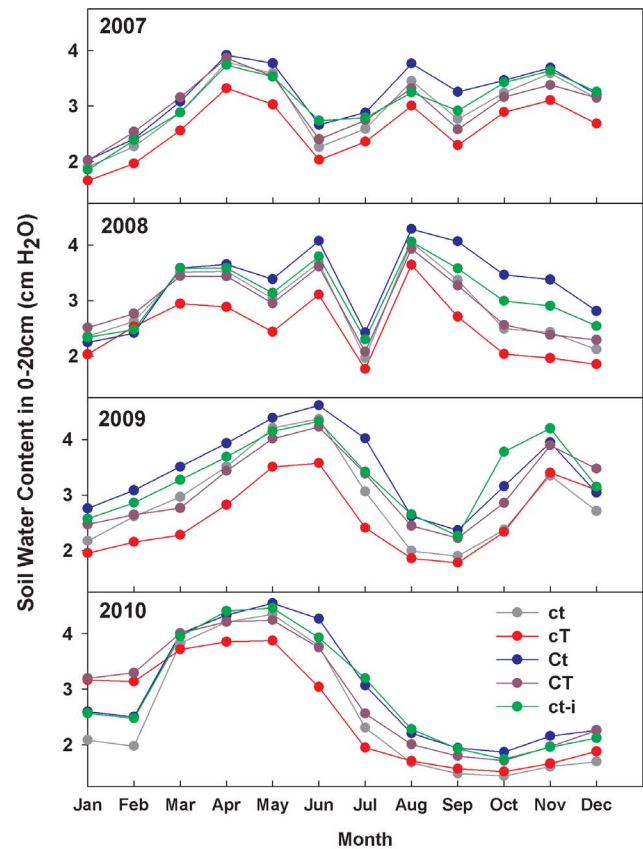 2007
4
3
2
2008
4
3
2
2009
4
3
2
2010
4
3
2
ct
cT
Ct
CT
ct-i
Jan Feb Mar Apr May Jun Jul Aug Sep Oct Nov Dec
Month
Soil Water Content in 0-20cm (cm H₂O)